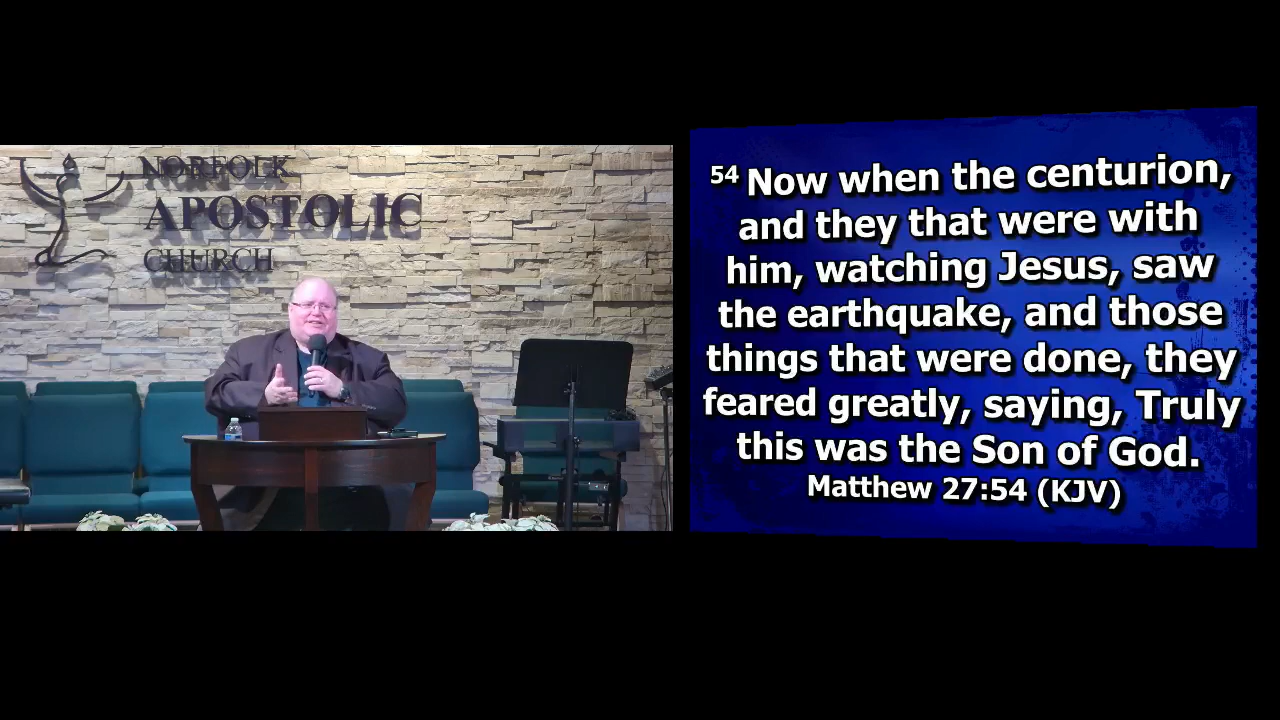 NORFOLK
APOSTOLIC
CHURCH
54 Now when the centurion,
and they that were with
him, watching Jesus, saw
the earthquake, and those
things that were done, they
feared greatly, saying, Truly
this was the Son of God.
Matthew 27:54 (KJV)